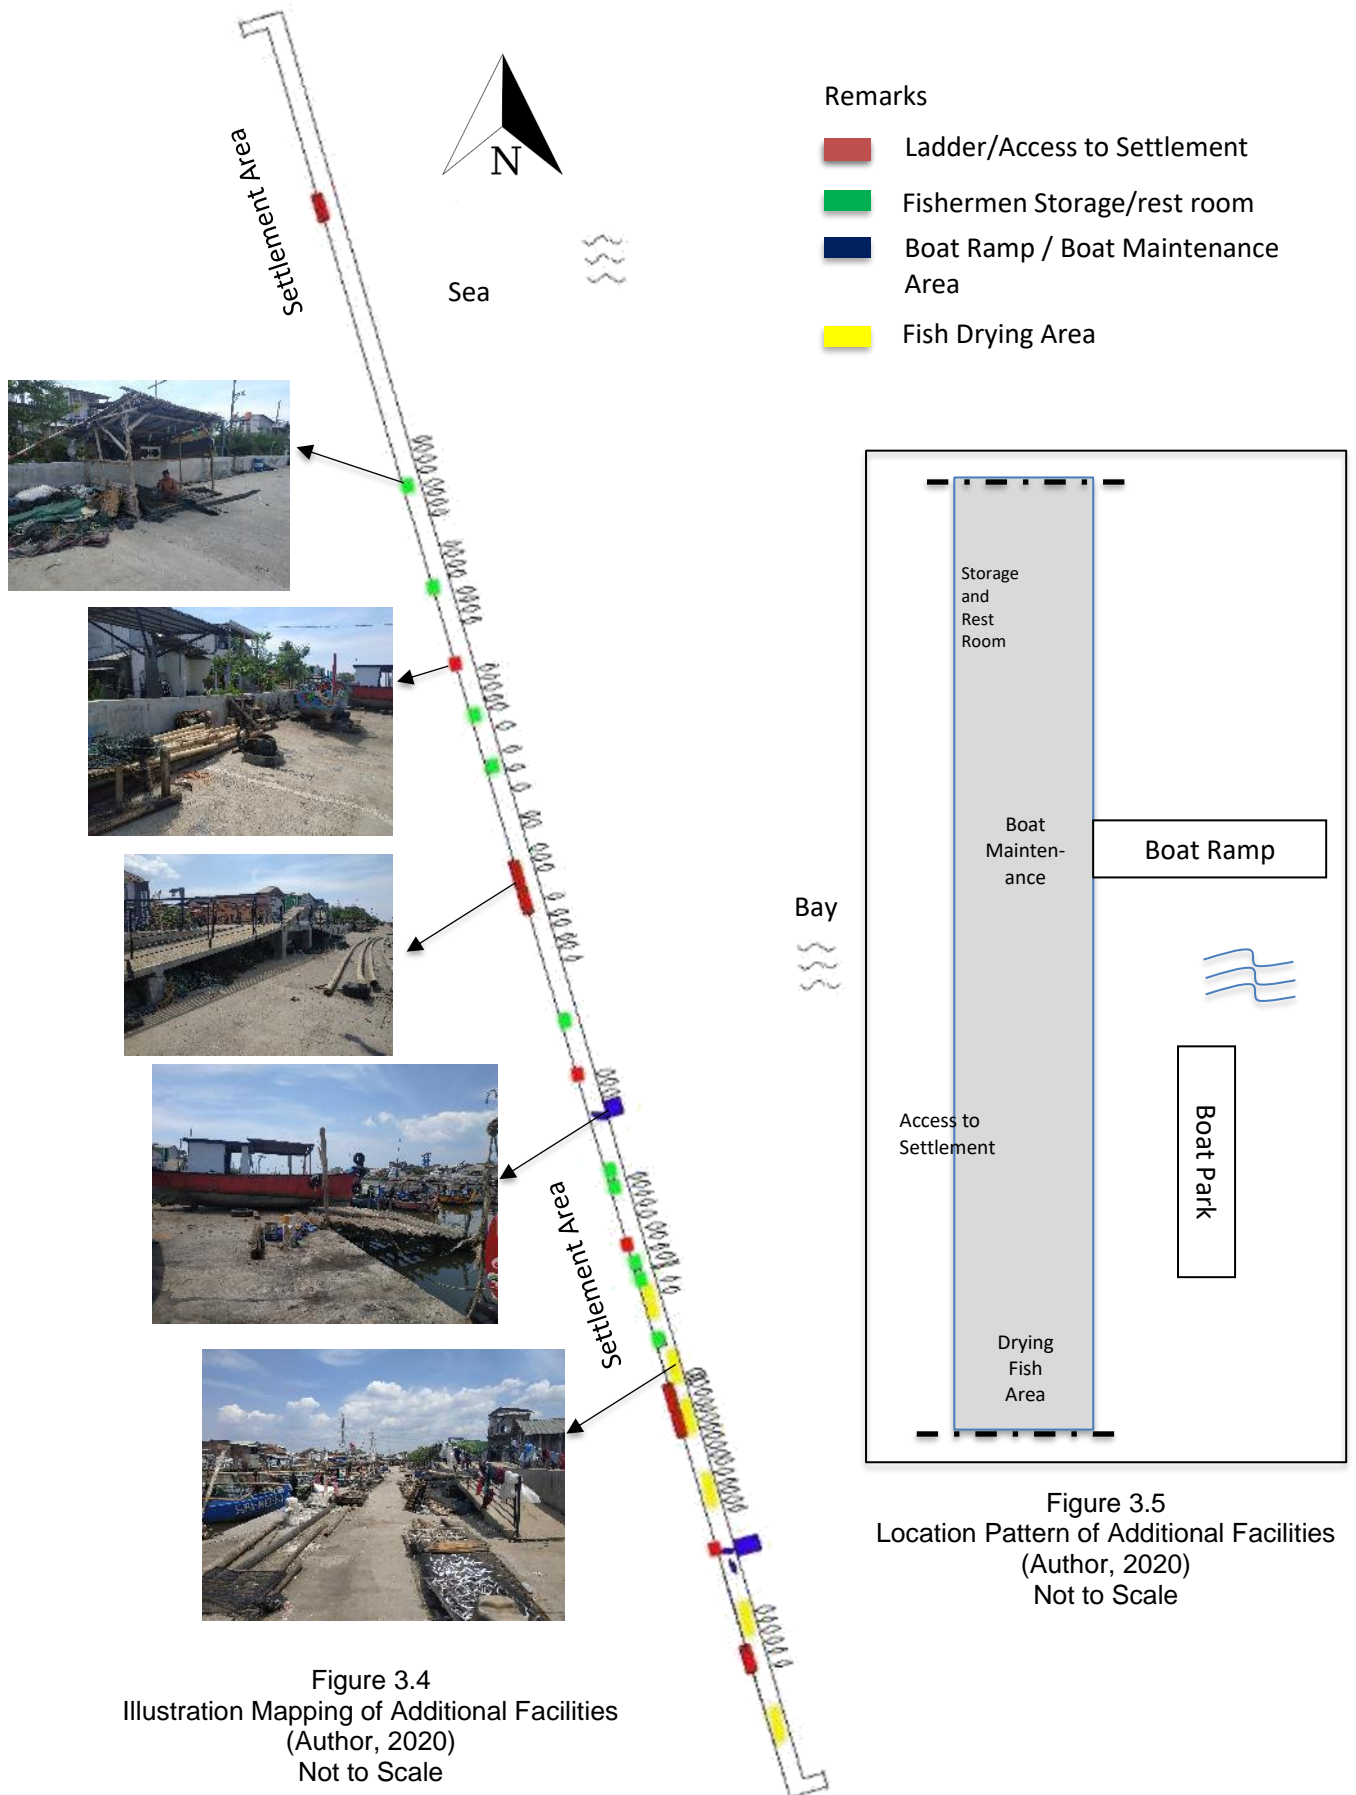 N
Remarks
Ladder/Access to Settlement
Fishermen Storage/rest room
Boat Ramp / Boat Maintenance
Area
Fish Drying Area
Settlement Area
Sea
Bay
Settlement Area
Storage
and
Rest
Room
Boat
Mainten-
ance
Boat Ramp
Access to
Settlement
Boat Park
Drying
Fish
Area
Figure 3.5
Location Pattern of Additional Facilities
(Author, 2020)
Not to Scale
Figure 3.4
Illustration Mapping of Additional Facilities
(Author, 2020)
Not to Scale